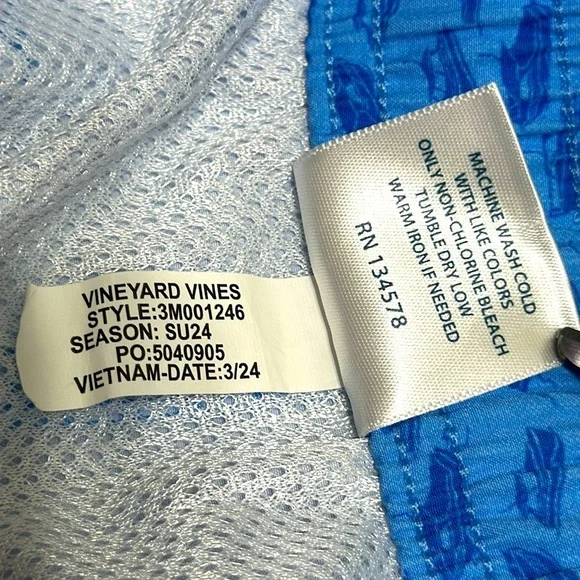 VINEYARD VINES
STYLE:3M001246
SEASON: SU24
PO:5040905
VIETNAM-DATE:3/24
MACHINE WASH COLD
WITH LIKE COLORS
ONLY NON-CHLORINE BLEACH
TUMBLE DRY LOW
WARM IRON IF NEEDED
RN 134578